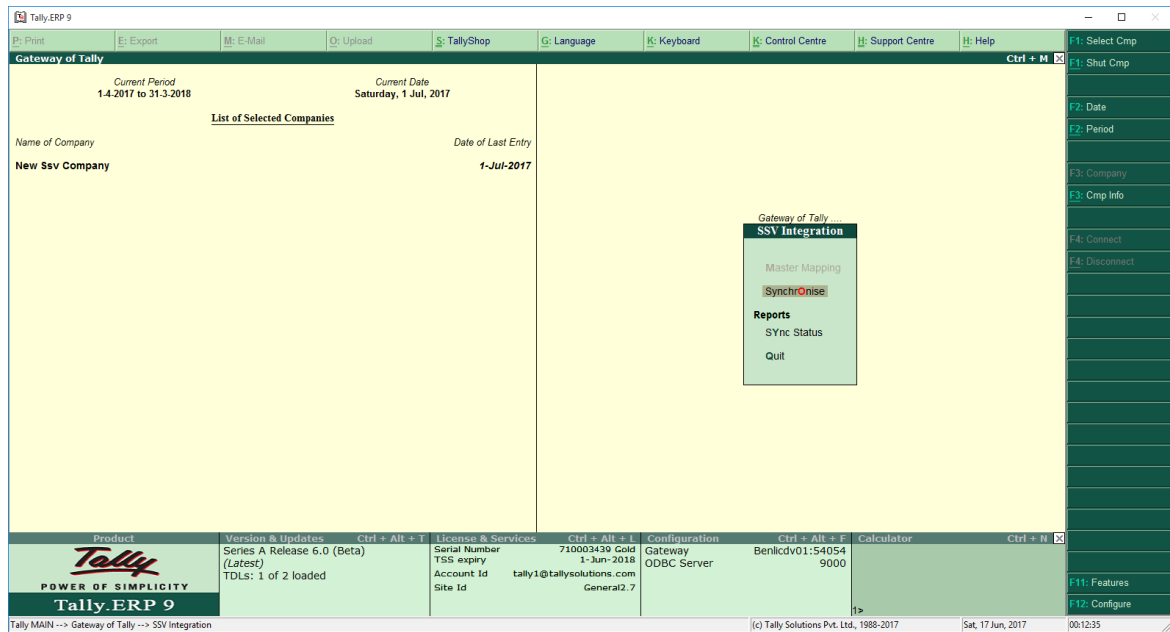 Tally.ERP 9
P: Print E: Export M: E-Mail O: Upload S: TallyShop G: Language K: Keyboard K: Control Centre H: Support Centre H: Help
F1: Select Cmp
Gateway of Tally Ctrl + M
F1: Shut Cmp
Current Period Current Date
1-4-2017 to 31-3-2018 Saturday, 1 Jul, 2017
F2: Date
List of Selected Companies
F2: Period
Name of Company Date of Last Entry
New Ssv Company 1-Jul-2017
F3: Company
F3: Cmp Info
Gateway of Tally ....
SSV Integration
F4: Connect
F4: Disconnect
Master Mapping
SynchrOnise
Reports
SYnc Status
Quit
Product Version & Updates Ctrl + Alt + T License & Services Ctrl + Alt + L Configuration Ctrl + Alt + F Calculator Ctrl + N
Tally
POWER OF SIMPLICITY
Tally.ERP 9
Series A Release 6.0 (Beta)
(Latest)
TDLs: 1 of 2 loaded
Serial Number 710003439 Gold
TSS expiry 1-Jun-2018
Account Id tally1@tallysolutions.com
Site Id General2.7
Gateway Benlicdv01:54054
ODBC Server 9000
1>
F11: Features
F12: Configure
Tally MAIN --> Gateway of Tally --> SSV Integration (c) Tally Solutions Pvt. Ltd., 1988-2017 Sat, 17 Jun, 2017 00:12:35